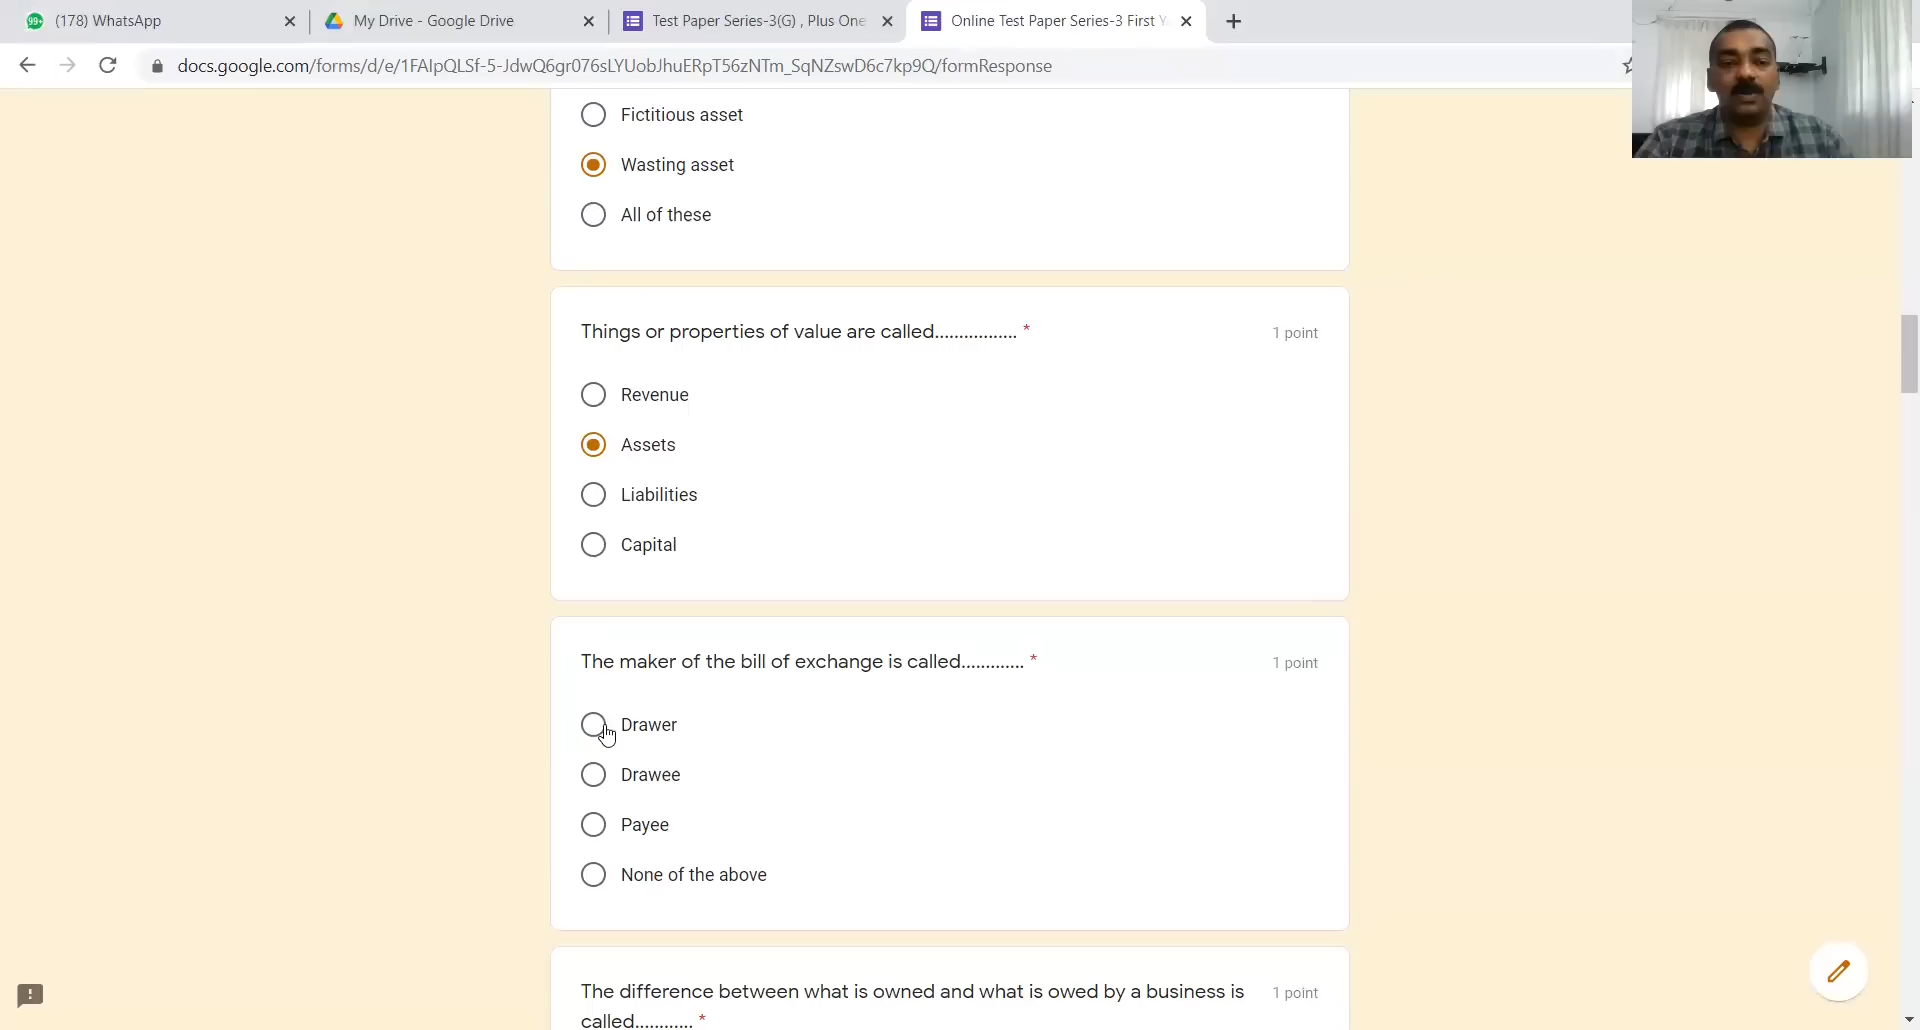 99+ (178) WhatsApp
My Drive - Google Drive
Test Paper Series-3(G) , Plus One
Online Test Paper Series-3 First Y
docs.google.com/forms/d/e/1FAIpQLSf-5-JdwQ6gr076sLYUobJhuERpT56zNTm_SqNZswD6c7kp9Q/formResponse
Fictitious asset
Wasting asset
All of these
Things or properties of value are called................. * 1 point
Revenue
Assets
Liabilities
Capital
The maker of the bill of exchange is called............. * 1 point
Drawer
Drawee
Payee
None of the above
The difference between what is owned and what is owed by a business is 1 point
called............ *